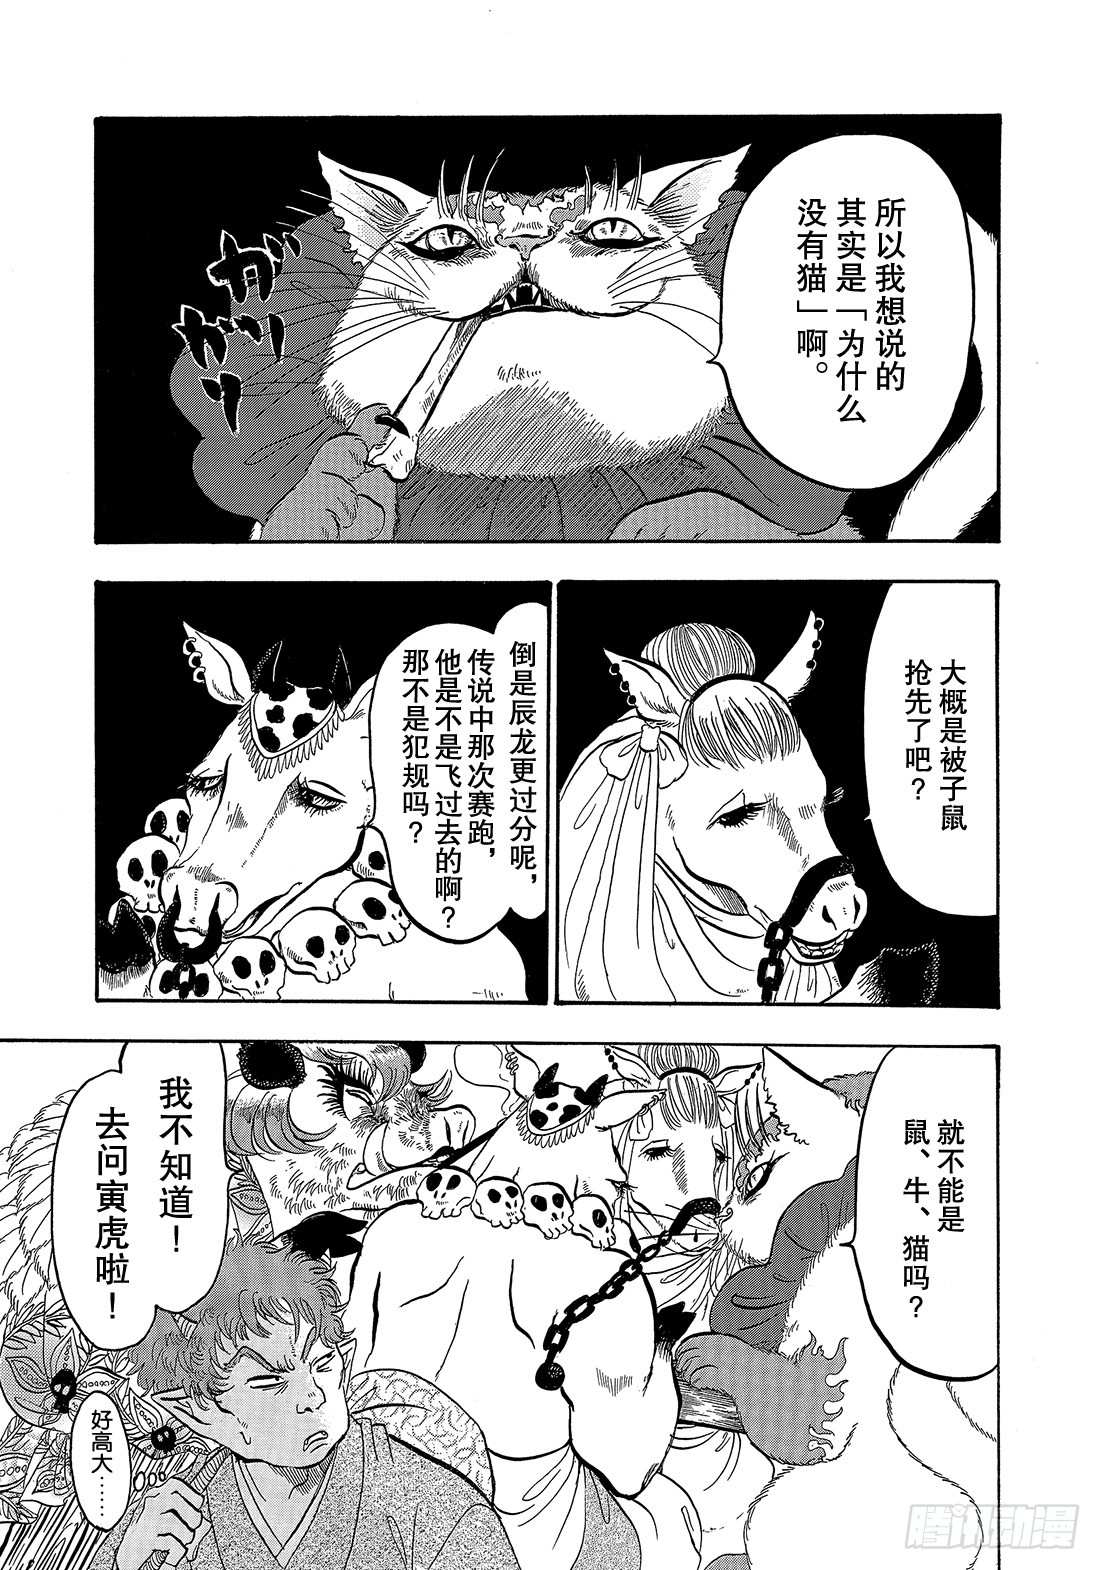 所以我想说的
其实是「为什么
没有猫」啊。
ガガガリ
大概是被子鼠
抢先了吧？
倒是辰龙更过分呢，
传说中那次赛跑，
他是不是飞过去的啊？
那不是犯规吗？
就不能是
鼠、牛、猫吗？
我不知道！
去问寅虎啦！
好高大……
腾讯动漫